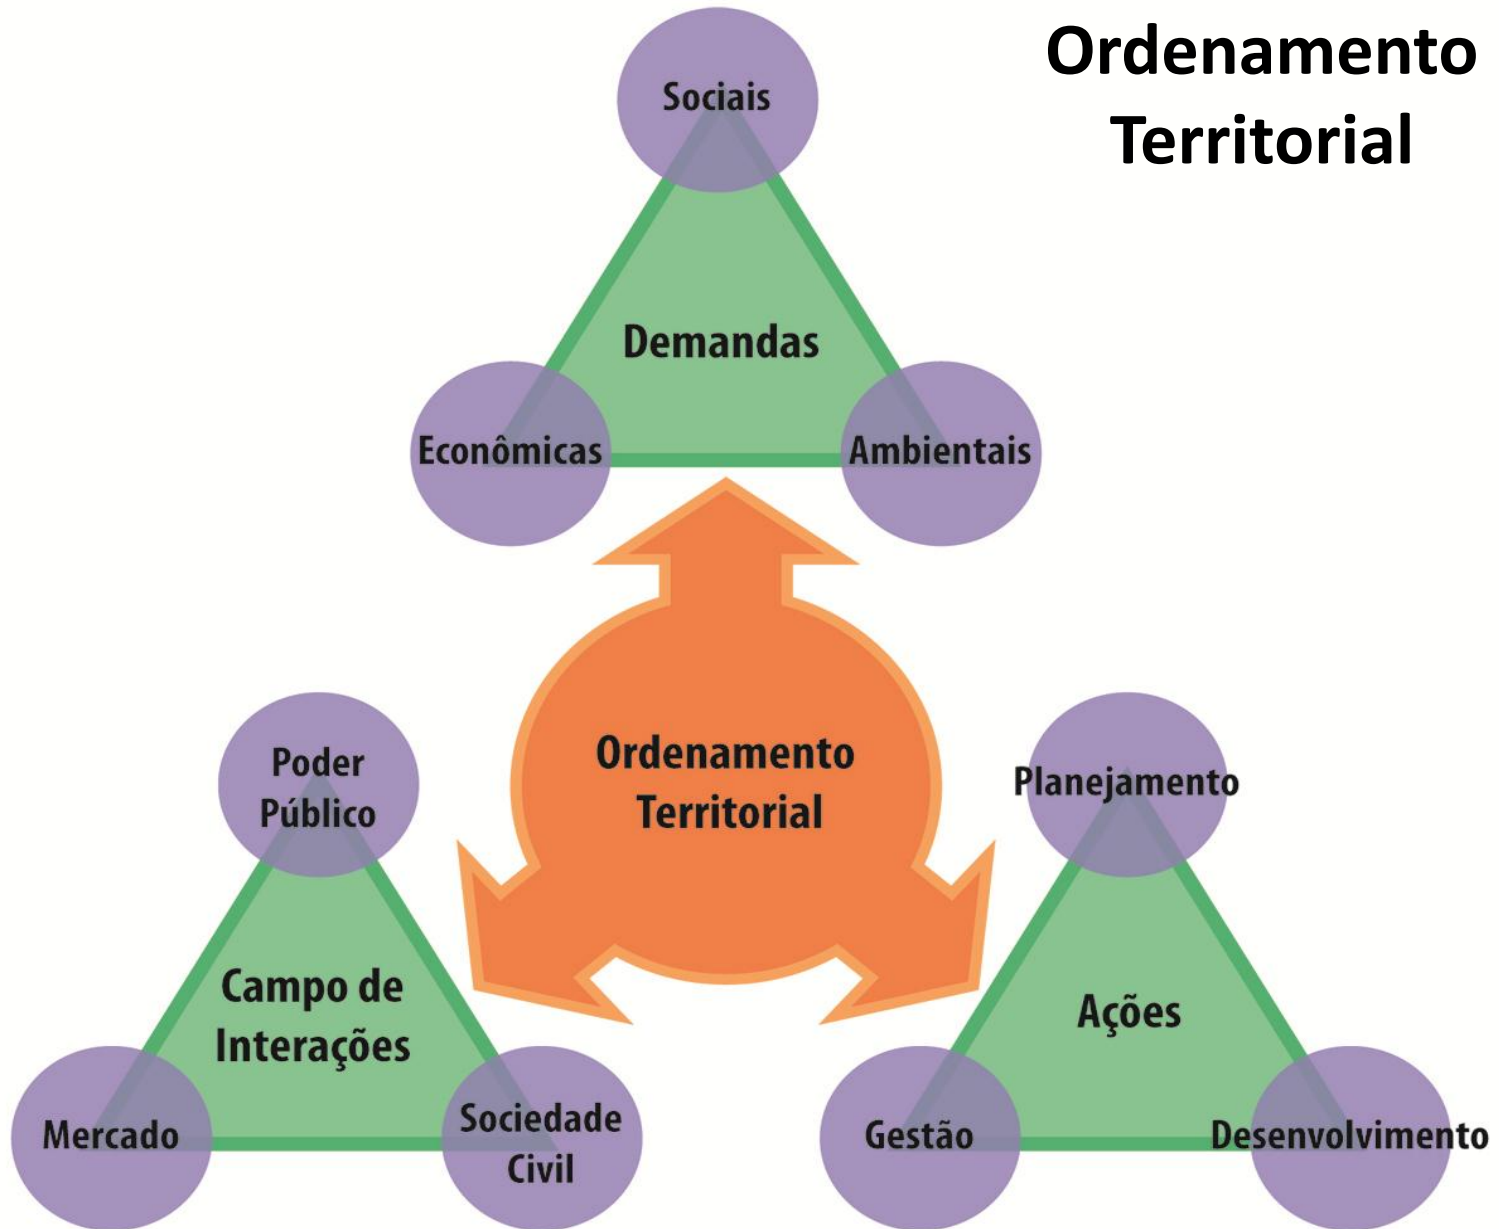 Ordenamento
Territorial
Sociais
Demandas
Econômicas
Ambientais
Ordenamento
Territorial
Poder
Público
Campo de
Interações
Mercado
Sociedade
Civil
Planejamento
Ações
Gestão
Desenvolvimento